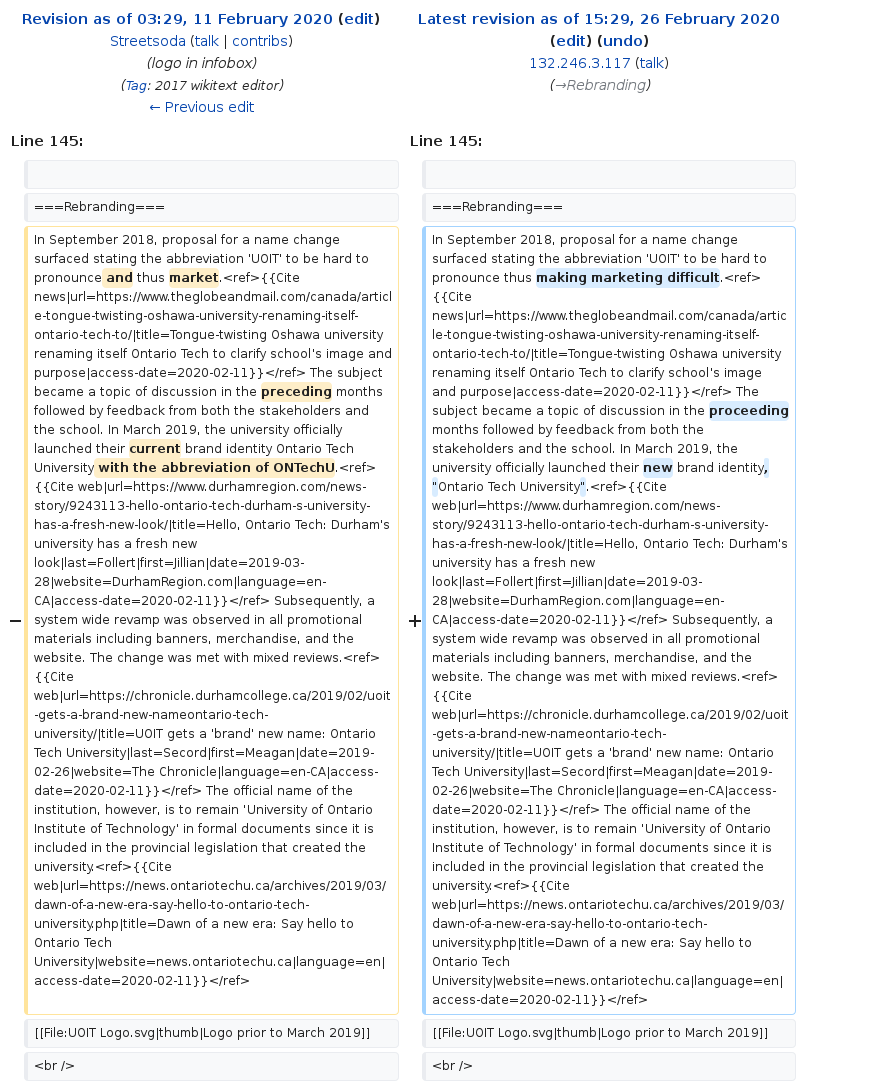 Revision as of 03:29, 11 February 2020 (edit)
Streetsoda (talk | contribs)
(logo in infobox)
(Tag: 2017 wikitext editor)
← Previous edit
Latest revision as of 15:29, 26 February 2020
(edit) (undo)
132.246.3.117 (talk)
(→Rebranding)
Line 145:
Line 145:
===Rebranding===
===Rebranding===
−
In September 2018, proposal for a name change
surfaced stating the abbreviation 'UOIT' to be hard to
pronounce and thus market.<ref>{{Cite
news|url=https://www.theglobeandmail.com/canada/articl
e-tongue-twisting-oshawa-university-renaming-itself-
ontario-tech-to/|title=Tongue-twisting Oshawa university
renaming itself Ontario Tech to clarify school's image and
purpose|access-date=2020-02-11}}</ref> The subject
became a topic of discussion in the preceding months
followed by feedback from both the stakeholders and
the school. In March 2019, the university officially
launched their current brand identity Ontario Tech
University with the abbreviation of ONTechU.<ref>
{{Cite web|url=https://www.durhamregion.com/news-
story/9243113-hello-ontario-tech-durham-s-university-
has-a-fresh-new-look/|title=Hello, Ontario Tech: Durham's
university has a fresh new
look|last=Follert|first=Jillian|date=2019-03-
28|website=DurhamRegion.com|language=en-
CA|access-date=2020-02-11}}</ref> Subsequently, a
system wide revamp was observed in all promotional
materials including banners, merchandise, and the
website. The change was met with mixed reviews.<ref>
{{Cite
web|url=https://chronicle.durhamcollege.ca/2019/02/uoit
-gets-a-brand-new-nameontario-tech-
university/|title=UOIT gets a 'brand' new name: Ontario
Tech University|last=Secord|first=Meagan|date=2019-
02-26|website=The Chronicle|language=en-CA|access-
date=2020-02-11}}</ref> The official name of the
institution, however, is to remain 'University of Ontario
Institute of Technology' in formal documents since it is
included in the provincial legislation that created the
university.<ref>{{Cite
web|url=https://news.ontariotechu.ca/archives/2019/03/
dawn-of-a-new-era-say-hello-to-ontario-tech-
university.php|title=Dawn of a new era: Say hello to
Ontario Tech
University|website=news.ontariotechu.ca|language=en|
access-date=2020-02-11}}</ref>
+
In September 2018, proposal for a name change
surfaced stating the abbreviation 'UOIT' to be hard to
pronounce thus making marketing difficult.<ref>
{{Cite
news|url=https://www.theglobeandmail.com/canada/artic
le-tongue-twisting-oshawa-university-renaming-itself-
ontario-tech-to/|title=Tongue-twisting Oshawa university
renaming itself Ontario Tech to clarify school's image
and purpose|access-date=2020-02-11}}</ref> The
subject became a topic of discussion in the proceeding
months followed by feedback from both the
stakeholders and the school. In March 2019, the
university officially launched their new brand identity,
"Ontario Tech University".<ref>{{Cite
web|url=https://www.durhamregion.com/news-
story/9243113-hello-ontario-tech-durham-s-university-
has-a-fresh-new-look/|title=Hello, Ontario Tech: Durham's
university has a fresh new
look|last=Follert|first=Jillian|date=2019-03-
28|website=DurhamRegion.com|language=en-
CA|access-date=2020-02-11}}</ref> Subsequently, a
system wide revamp was observed in all promotional
materials including banners, merchandise, and the
website. The change was met with mixed reviews.<ref>
{{Cite
web|url=https://chronicle.durhamcollege.ca/2019/02/uoit
-gets-a-brand-new-nameontario-tech-
university/|title=UOIT gets a 'brand' new name: Ontario
Tech University|last=Secord|first=Meagan|date=2019-
02-26|website=The Chronicle|language=en-CA|access-
date=2020-02-11}}</ref> The official name of the
institution, however, is to remain 'University of Ontario
Institute of Technology' in formal documents since it is
included in the provincial legislation that created the
university.<ref>{{Cite
web|url=https://news.ontariotechu.ca/archives/2019/03/
dawn-of-a-new-era-say-hello-to-ontario-tech-
university.php|title=Dawn of a new era: Say hello to
Ontario Tech
University|website=news.ontariotechu.ca|language=en|
access-date=2020-02-11}}</ref>
[[File:UOIT Logo.svg|thumb|Logo prior to March 2019]]
[[File:UOIT Logo.svg|thumb|Logo prior to March 2019]]
<br />
<br />